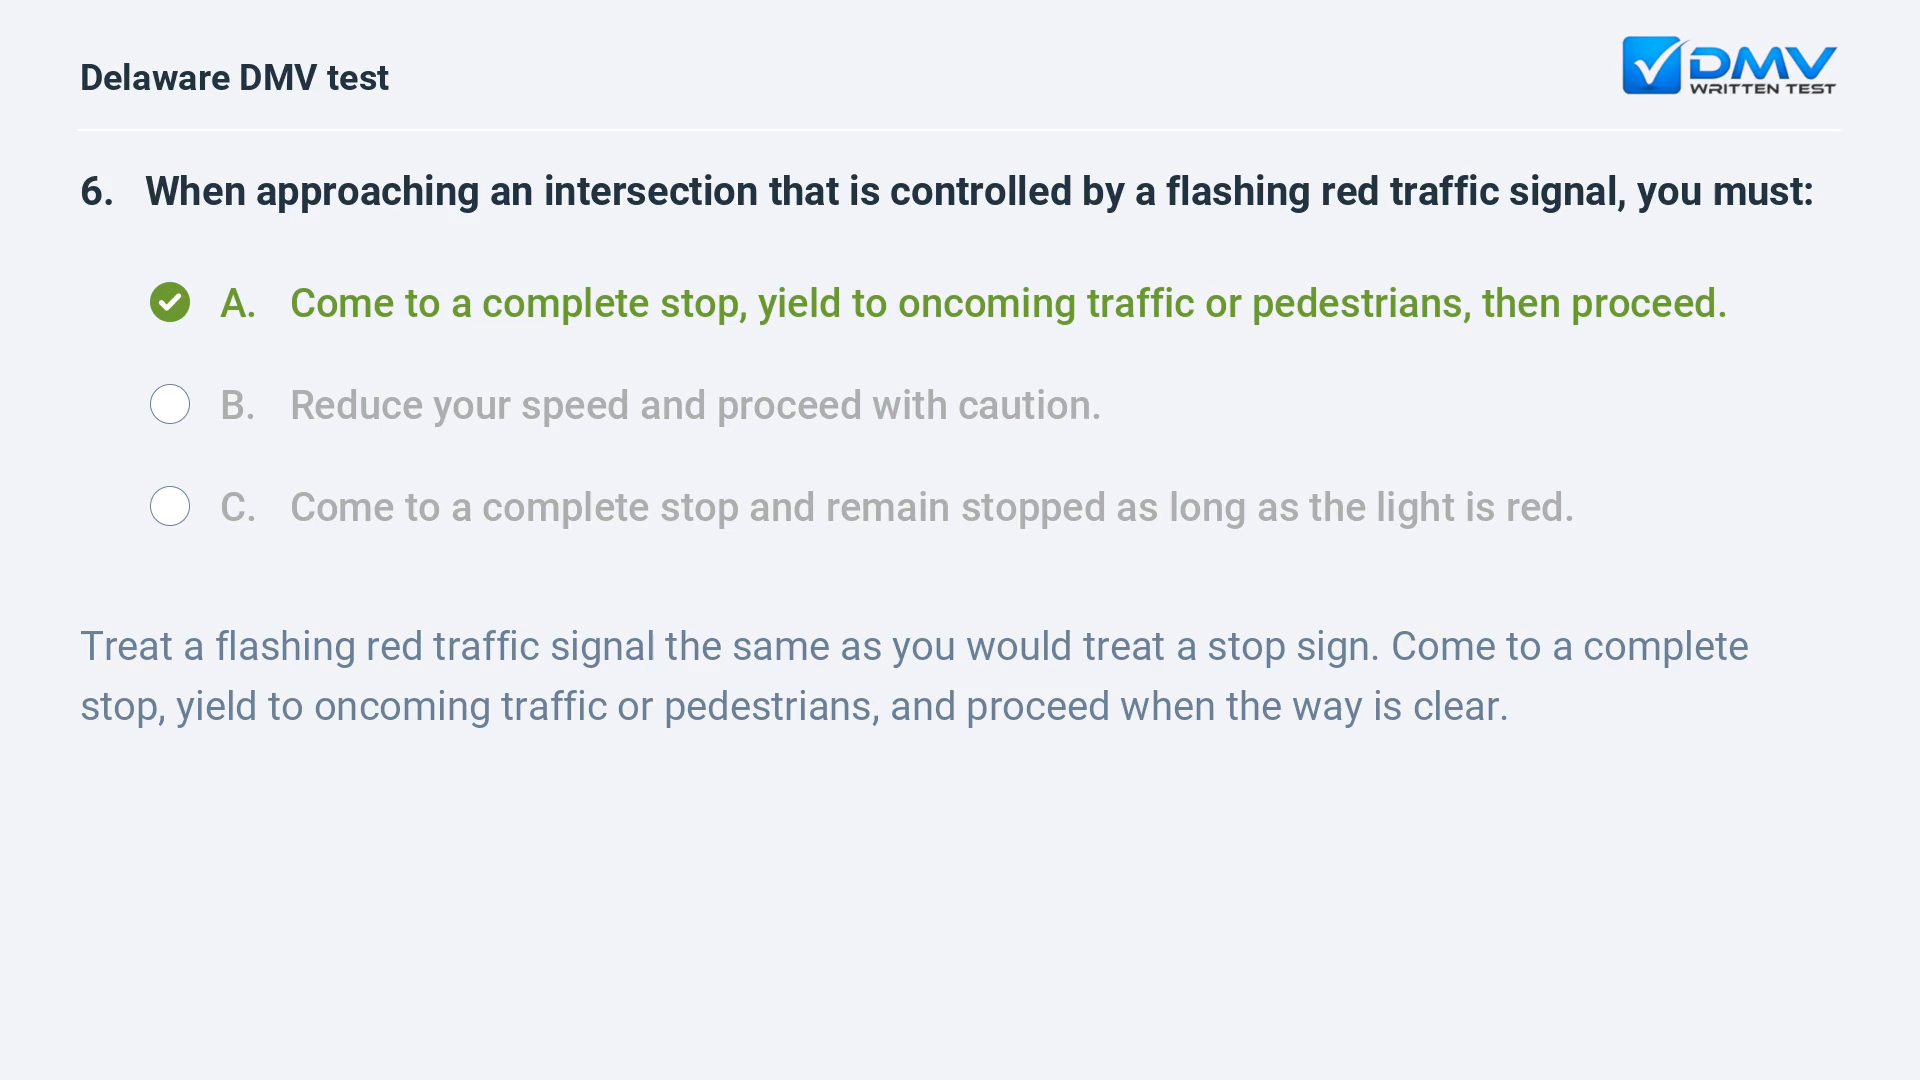 Delaware DMV test
DMV
WRITTEN TEST
6. When approaching an intersection that is controlled by a flashing red traffic signal, you must:
A. Come to a complete stop, yield to oncoming traffic or pedestrians, then proceed.
B. Reduce your speed and proceed with caution.
C. Come to a complete stop and remain stopped as long as the light is red.
Treat a flashing red traffic signal the same as you would treat a stop sign. Come to a complete
stop, yield to oncoming traffic or pedestrians, and proceed when the way is clear.